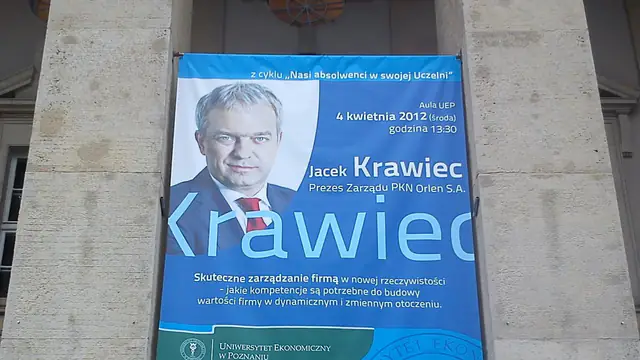 z cyklu „Nasi absolwenci w swojej Uczelni"
Aula UEP
4 kwietnia 2012 (środa)
godzina 13:30
Jacek Krawiec
Prezes Zarządu PKN Orlen S.A.
Krawiec
Skuteczne zarządzanie firmą w nowej rzeczywistości
- jakie kompetencje są potrzebne do budowy
wartości firmy w dynamicznym i zmiennym otoczeniu.
Uniwersytet Ekonomiczny
w Poznaniu